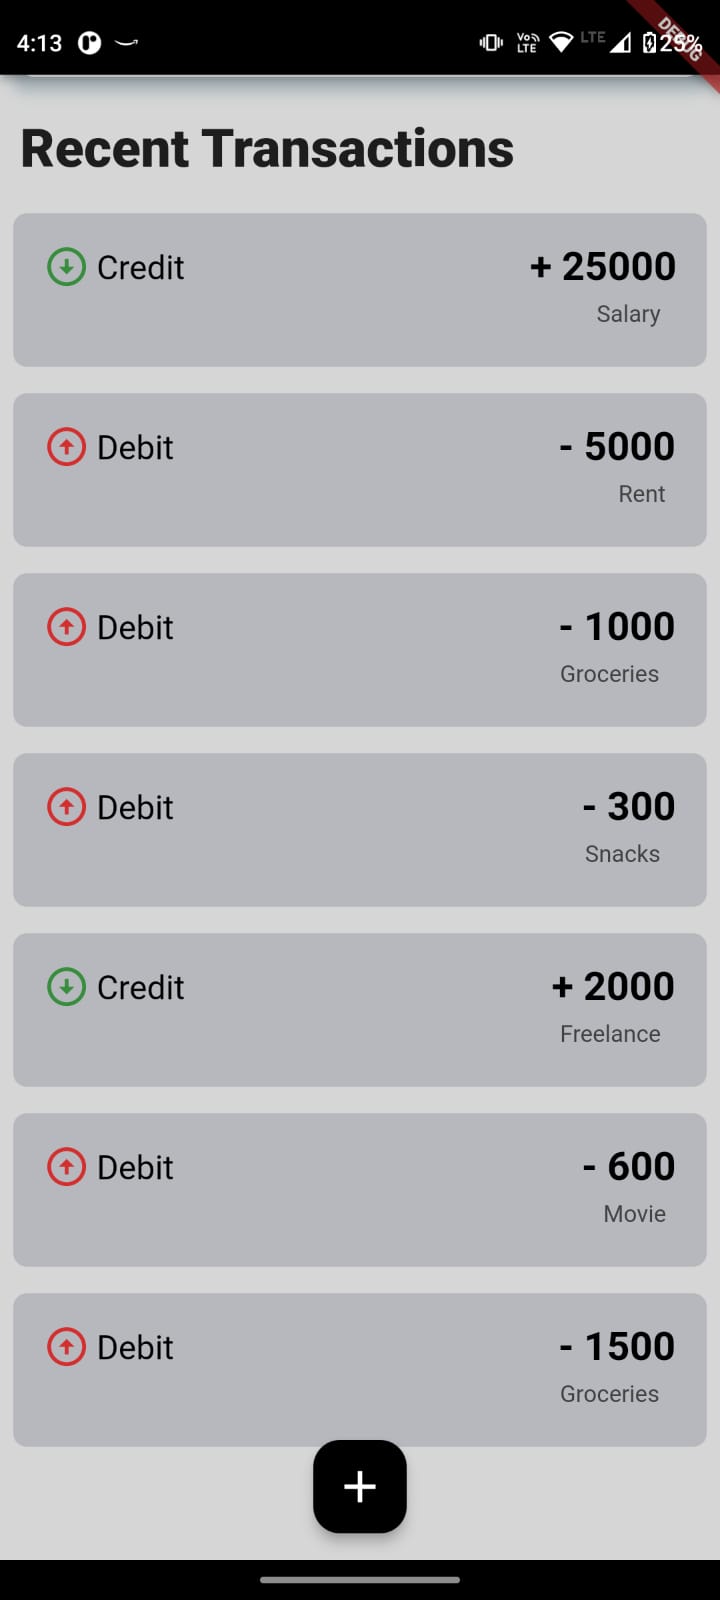 4:13 Vo LTE LTE 25%
DEBUG
Recent Transactions
Credit + 25000
Salary
Debit - 5000
Rent
Debit - 1000
Groceries
Debit - 300
Snacks
Credit + 2000
Freelance
Debit - 600
Movie
Debit - 1500
Groceries
+